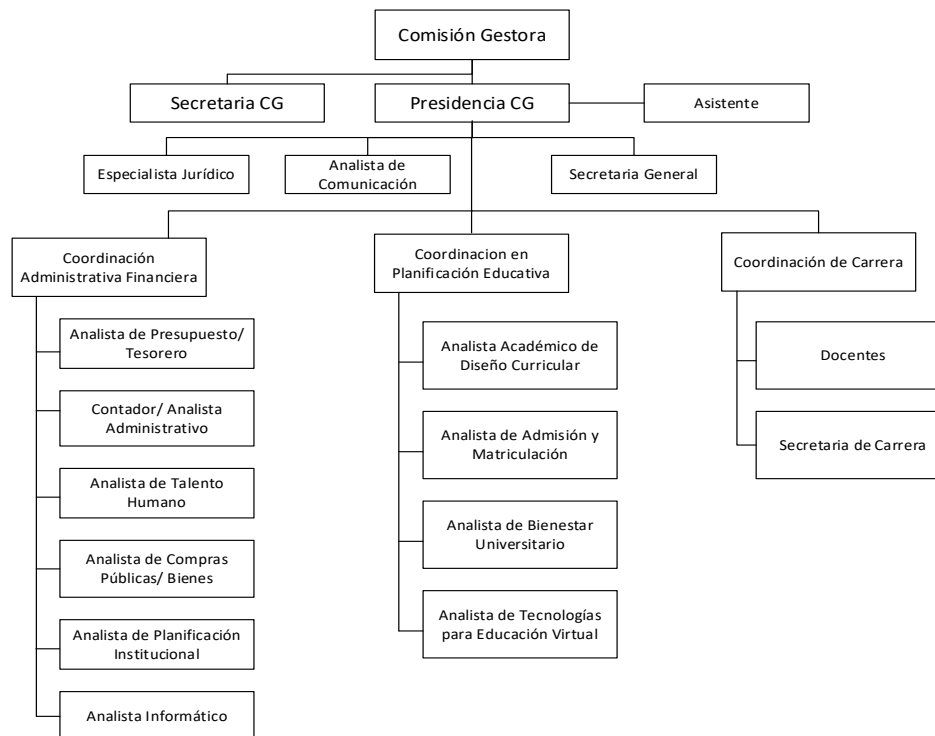 Comisión Gestora
Secretaria CG
Presidencia CG
Asistente
Especialista Jurídico
Analista de
Comunicación
Secretaria General
Coordinación
Administrativa Financiera
Coordinacion en
Planificación Educativa
Coordinación de Carrera
Analista de Presupuesto/
Tesorero
Contador/ Analista
Administrativo
Analista de Talento
Humano
Analista de Compras
Públicas/ Bienes
Analista de Planificación
Institucional
Analista Informático
Analista Académico de
Diseño Curricular
Analista de Admisión y
Matriculación
Analista de Bienestar
Universitario
Analista de Tecnologías
para Educación Virtual
Docentes
Secretaria de Carrera